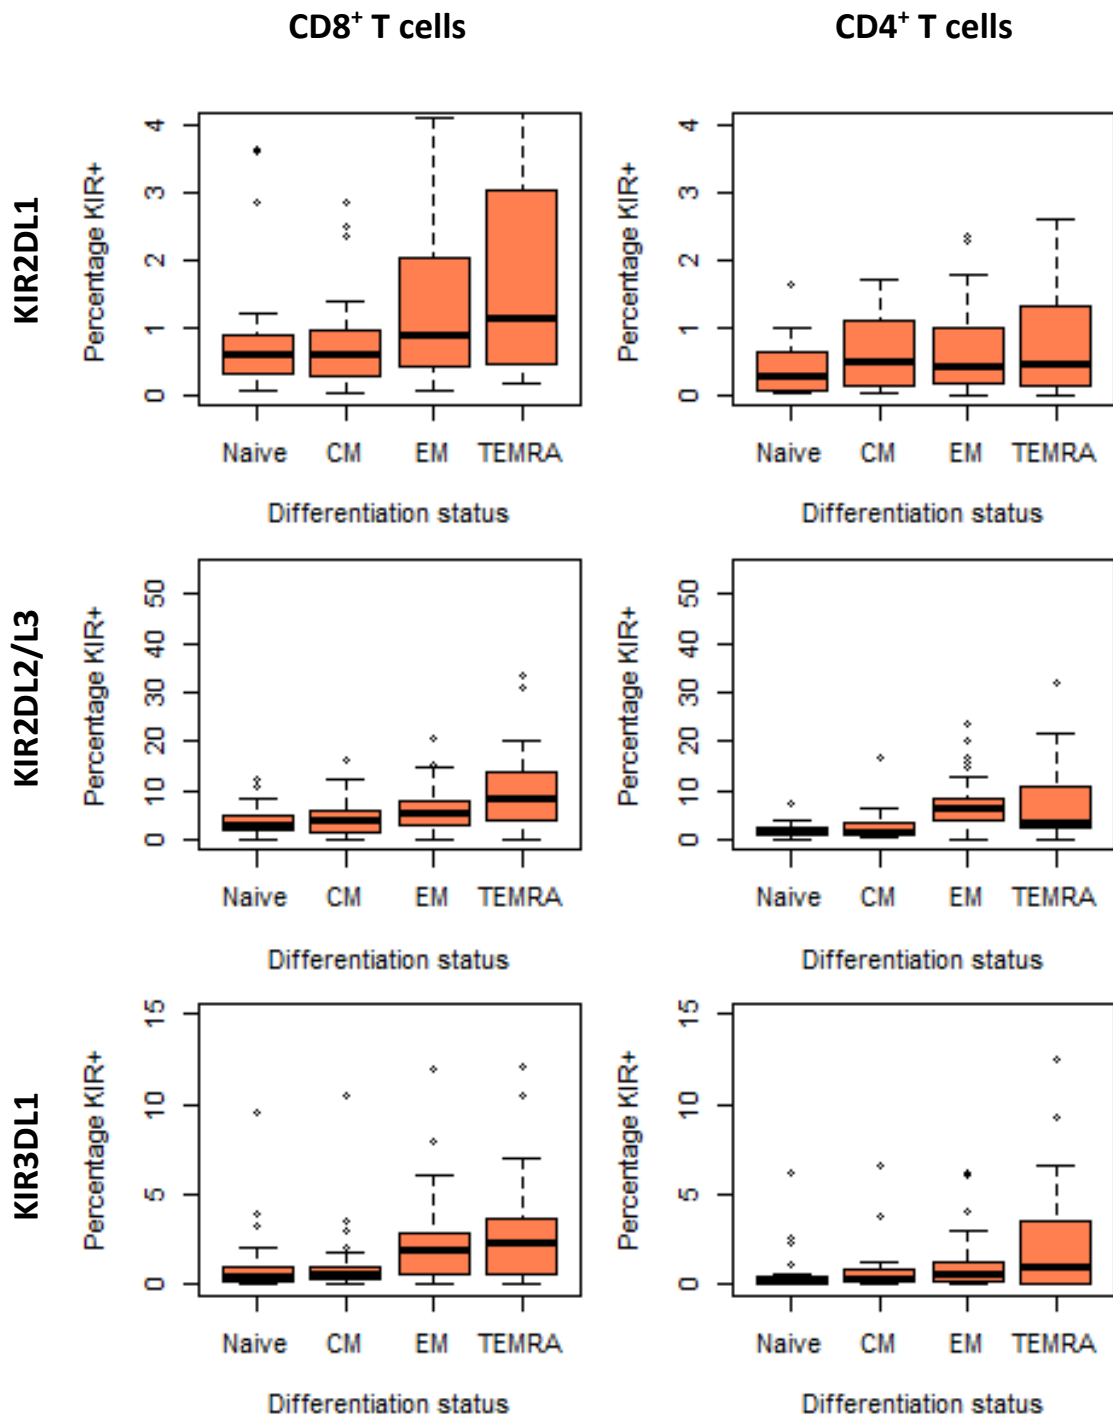 CD8⁺ T cells
CD4⁺ T cells
KIR2DL1
Percentage KIR+
4
3
2
1
0
Naive CM EM TEMRA
Differentiation status
Percentage KIR+
4
3
2
1
0
Naive CM EM TEMRA
Differentiation status
KIR2DL2/L3
Percentage KIR+
50
40
30
20
10
0
Naive CM EM TEMRA
Differentiation status
Percentage KIR+
50
40
30
20
10
0
Naive CM EM TEMRA
Differentiation status
KIR3DL1
Percentage KIR+
15
10
5
0
Naive CM EM TEMRA
Differentiation status
Percentage KIR+
15
10
5
0
Naive CM EM TEMRA
Differentiation status